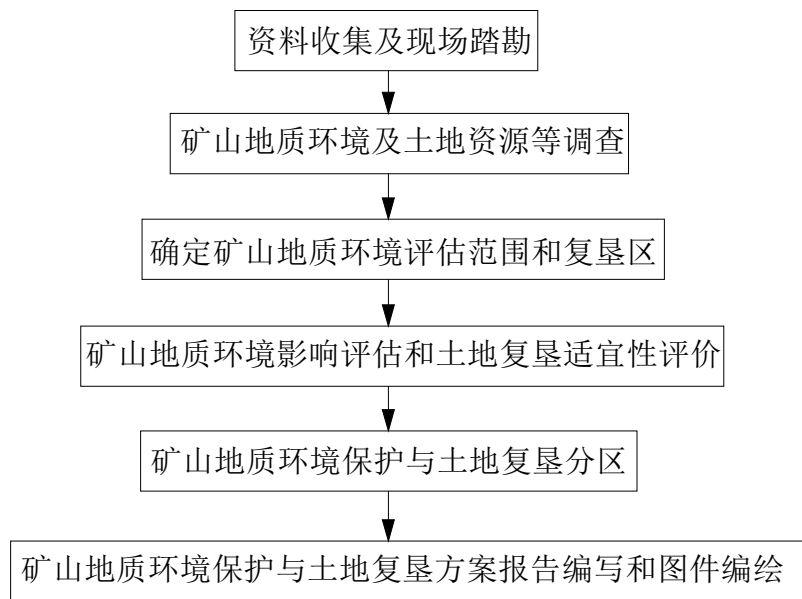 资料收集及现场踏勘
矿山地质环境及土地资源等调查
确定矿山地质环境评估范围和复垦区
矿山地质环境影响评估和土地复垦适宜性评价
矿山地质环境保护与土地复垦分区
矿山地质环境保护与土地复垦方案报告编写和图件编绘